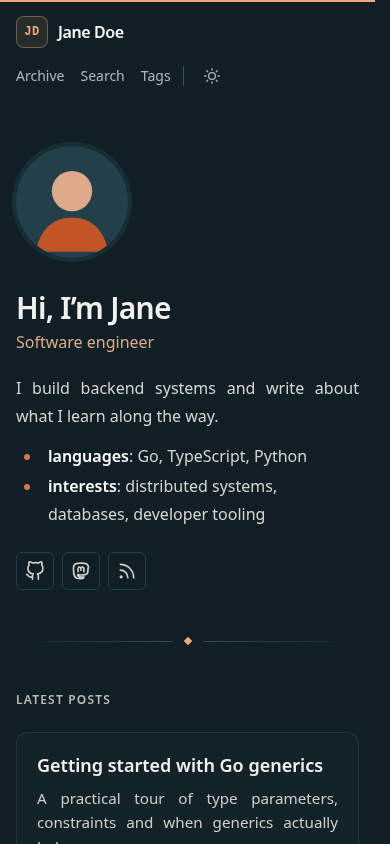 JD Jane Doe
Archive Search Tags
Hi, I’m Jane
Software engineer
I build backend systems and write about
what I learn along the way.
languages: Go, TypeScript, Python
interests: distributed systems,
databases, developer tooling
LATEST POSTS
Getting started with Go generics
A practical tour of type parameters,
constraints and when generics actually